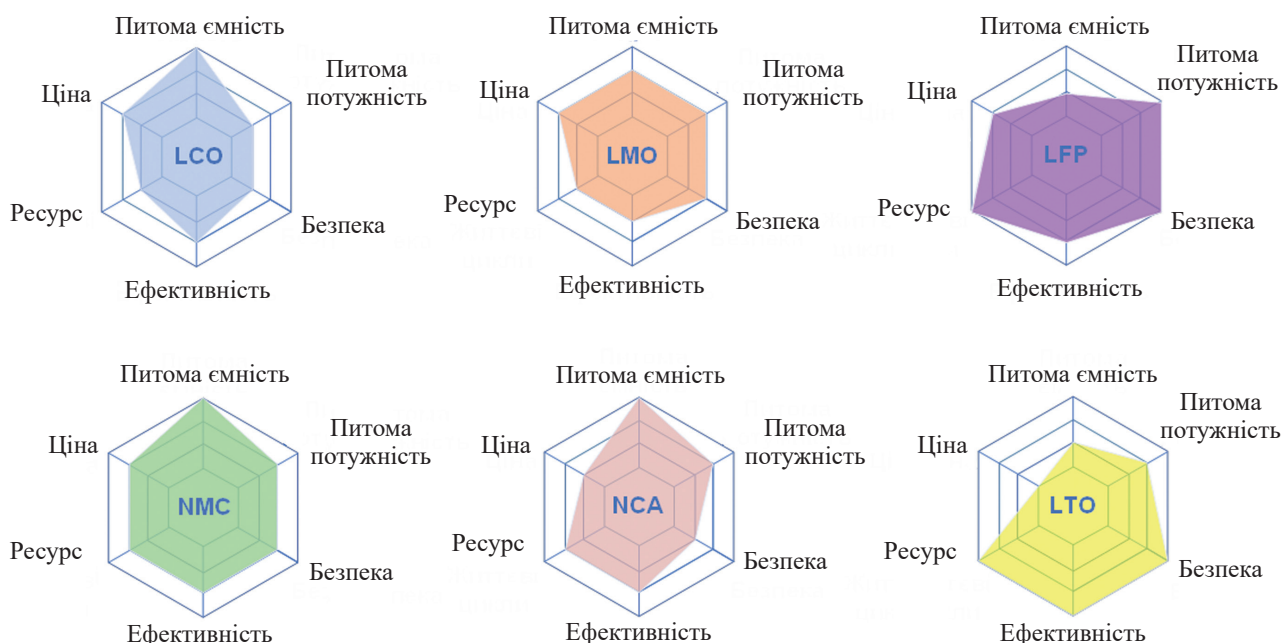 Питома ємність
Питома
потужність
Ціна
LCO
Ресурс
Безпека
Ефективність
Питома ємність
Питома
потужність
Ціна
LMO
Ресурс
Безпека
Ефективність
Питома ємність
Питома
потужність
Ціна
LFP
Ресурс
Безпека
Ефективність
Питома ємність
Питома
потужність
Ціна
NMC
Ресурс
Безпека
Ефективність
Питома ємність
Питома
потужність
Ціна
NCA
Ресурс
Безпека
Ефективність
Питома ємність
Питома
потужність
Ціна
LTO
Ресурс
Безпека
Ефективність